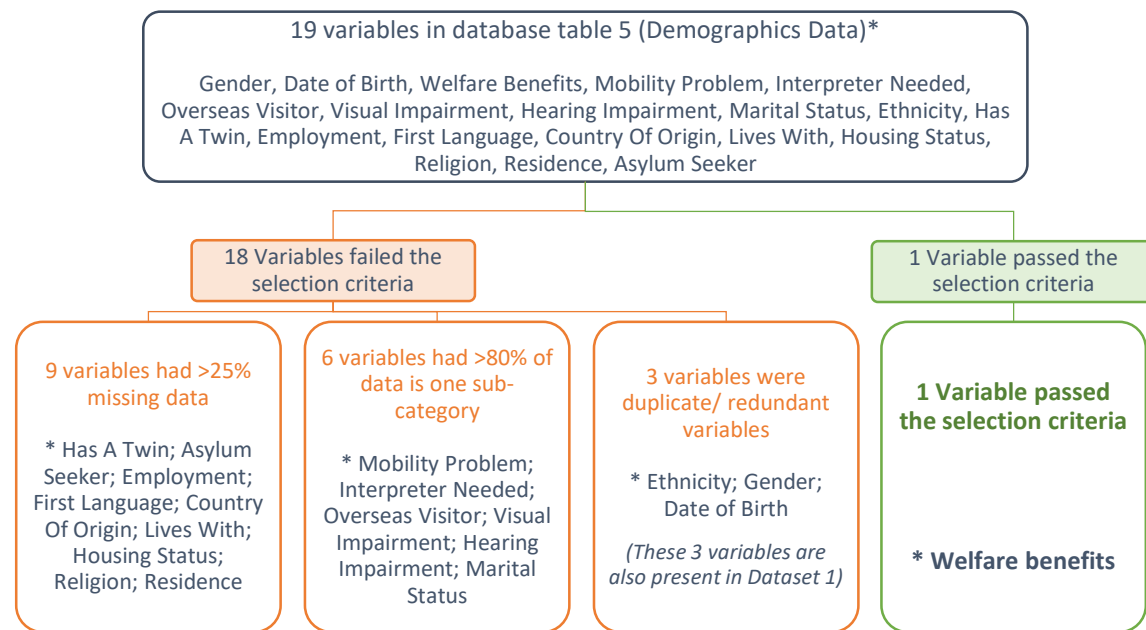 19 variables in database table 5 (Demographics Data)*
Gender, Date of Birth, Welfare Benefits, Mobility Problem, Interpreter Needed,
Overseas Visitor, Visual Impairment, Hearing Impairment, Marital Status, Ethnicity, Has
A Twin, Employment, First Language, Country Of Origin, Lives With, Housing Status,
Religion, Residence, Asylum Seeker
18 Variables failed the
selection criteria
1 Variable passed the
selection criteria
9 variables had >25%
missing data
* Has A Twin; Asylum
Seeker; Employment;
First Language; Country
Of Origin; Lives With;
Housing Status;
Religion; Residence
6 variables had >80% of
data is one sub-
category
* Mobility Problem;
Interpreter Needed;
Overseas Visitor; Visual
Impairment; Hearing
Impairment; Marital
Status
3 variables were
duplicate/ redundant
variables
* Ethnicity; Gender;
Date of Birth
(These 3 variables are
also present in Dataset 1)
1 Variable passed
the selection criteria
* Welfare benefits